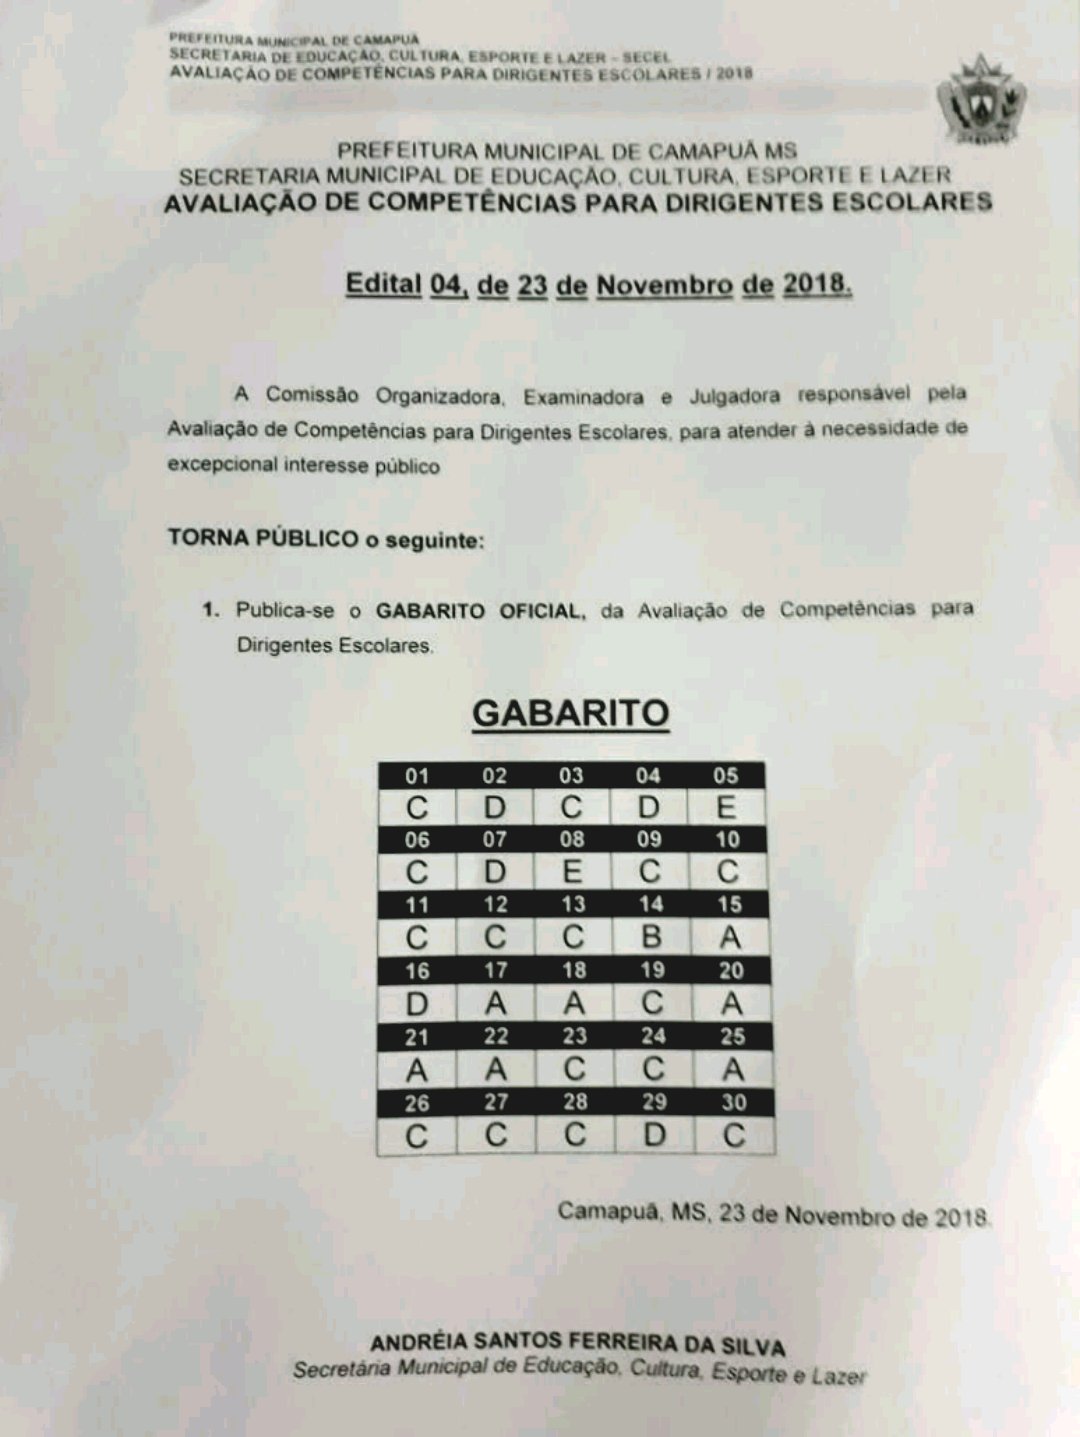 PREFEITURA MUNICIPAL DE CAMAPUÃ
SECRETARIA DE EDUCAÇÃO, CULTURA, ESPORTE E LAZER - SECEL
AVALIAÇÃO DE COMPETÊNCIAS PARA DIRIGENTES ESCOLARES / 2018
PREFEITURA MUNICIPAL DE CAMAPUÃ MS
SECRETARIA MUNICIPAL DE EDUCAÇÃO, CULTURA, ESPORTE E LAZER
AVALIAÇÃO DE COMPETÊNCIAS PARA DIRIGENTES ESCOLARES
Edital 04, de 23 de Novembro de 2018.
A Comissão Organizadora, Examinadora e Julgadora responsável pela
Avaliação de Competências para Dirigentes Escolares, para atender à necessidade de
excepcional interesse público
TORNA PÚBLICO o seguinte:
1. Publica-se o GABARITO OFICIAL, da Avaliação de Competências para
Dirigentes Escolares.
GABARITO
01 02 03 04 05
C D C D E
06 07 08 09 10
C D E C C
11 12 13 14 15
C C C B A
16 17 18 19 20
D A A C A
21 22 23 24 25
A A C C A
26 27 28 29 30
C C C D C
Camapuã, MS, 23 de Novembro de 2018.
ANDRÉIA SANTOS FERREIRA DA SILVA
Secretária Municipal de Educação, Cultura, Esporte e Lazer